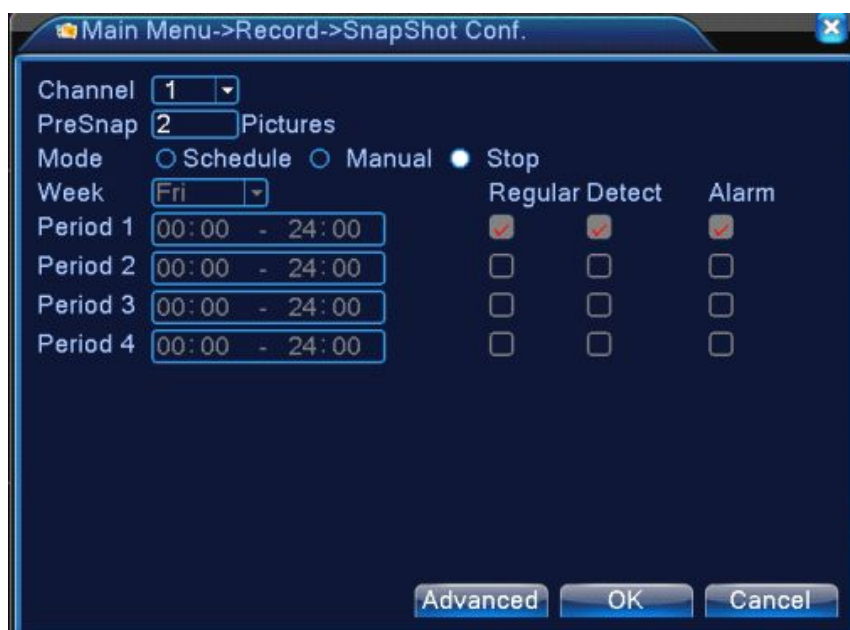 Main Menu->Record->SnapShot Conf.
Channel 1
PreSnap 2 Pictures
Mode Schedule Manual Stop
Week Fri Regular Detect Alarm
Period 1 00:00 - 24:00
Period 2 00:00 - 24:00
Period 3 00:00 - 24:00
Period 4 00:00 - 24:00
Advanced OK Cancel